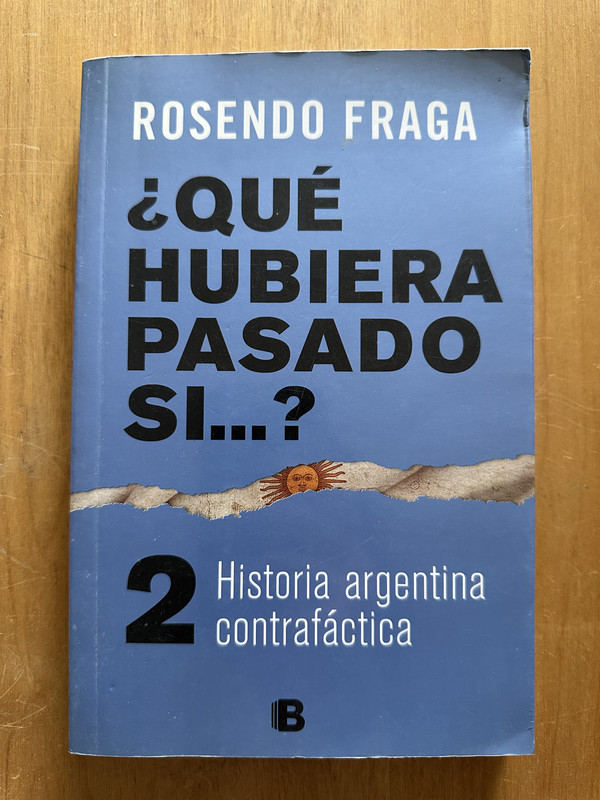 ROSENDO FRAGA
¿QUÉ
HUBIERA
PASADO
SI...?
2 Historia argentina
contrafáctica
B